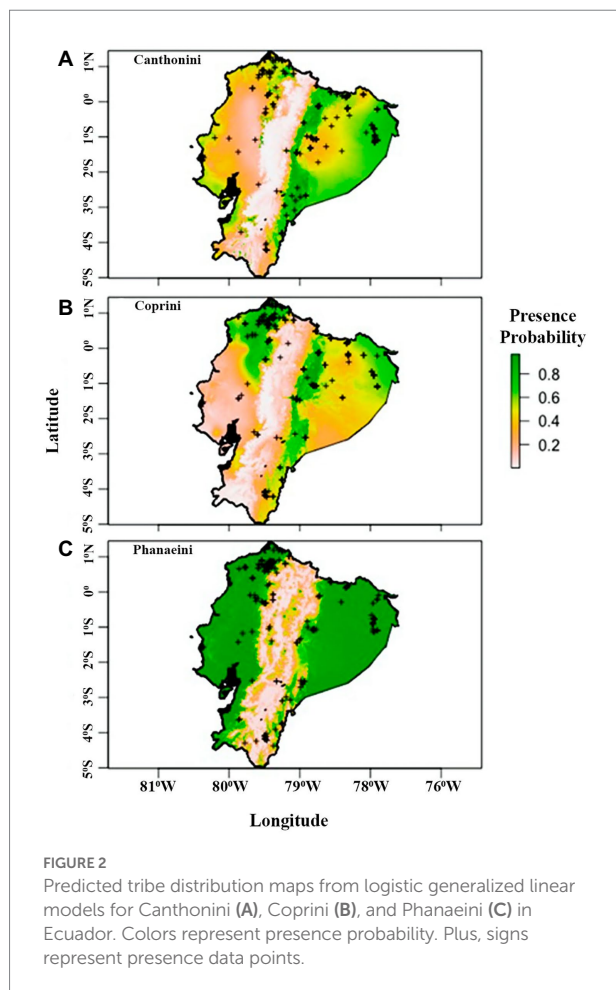 A
Canthonini
1°N
0°
1°S
2°S
3°S
4°S
5°S
B
Coprini
1°N
0°
1°S
2°S
3°S
4°S
5°S
Latitude
Presence
Probability
0.8
0.6
0.4
0.2
C
Phanaeini
1°N
0°
1°S
2°S
3°S
4°S
5°S
81°W 80°W 79°W 78°W 76°W
Longitude
FIGURE 2
Predicted tribe distribution maps from logistic generalized linear
models for Canthonini (A), Coprini (B), and Phanaeini (C) in
Ecuador. Colors represent presence probability. Plus, signs
represent presence data points.